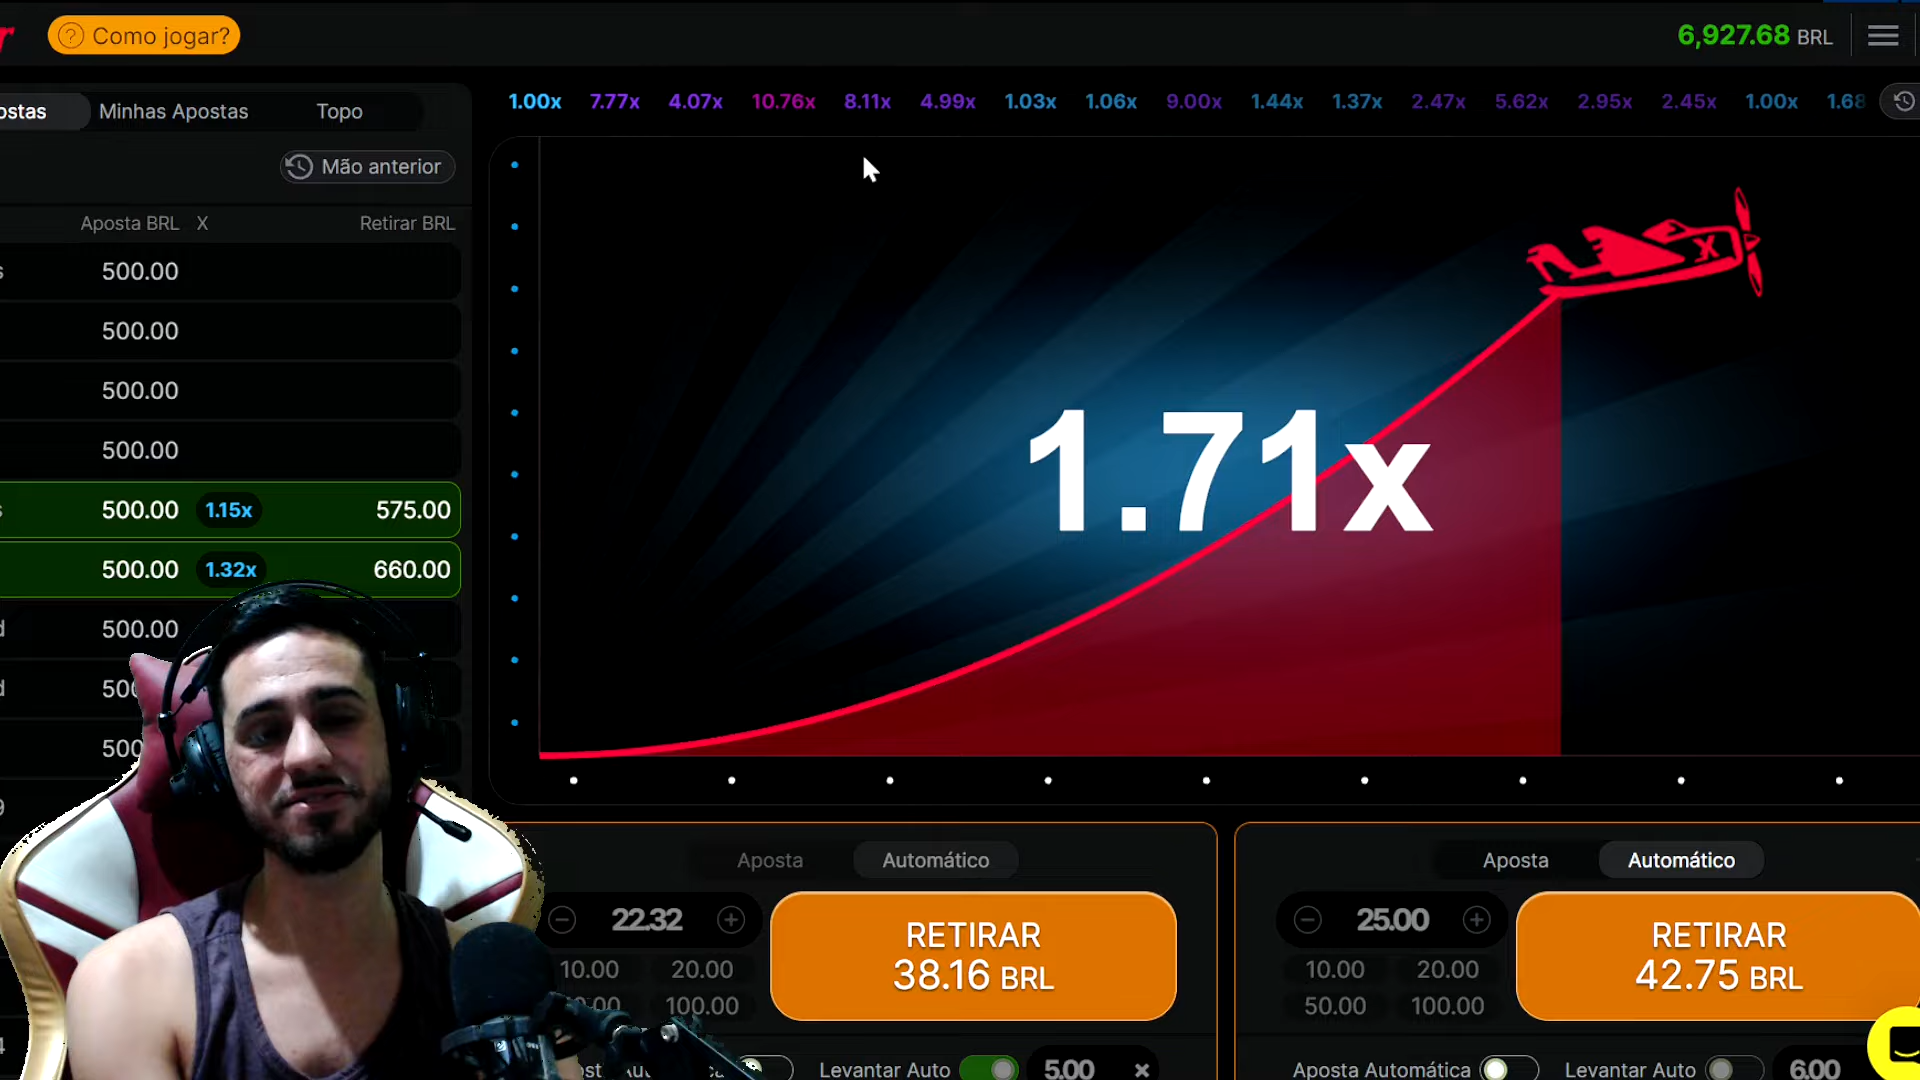 Como jogar?
6,927.68 BRL
Minhas Apostas
Topo
1.00x 7.77x 4.07x 10.76x 8.11x 4.99x 1.03x 1.06x 9.00x 1.44x 1.37x 2.47x 5.62x 2.95x 2.45x 1.00x 1.68
Mão anterior
Aposta BRL X Retirar BRL
500.00
500.00
500.00
500.00
500.00 1.15x 575.00
500.00 1.32x 660.00
500.00
X
1.71x
Aposta Automático
22.32
RETIRAR
38.16 BRL
10.00 20.00
100.00
Levantar Auto 5.00
Aposta Automático
25.00
RETIRAR
42.75 BRL
10.00 20.00
50.00 100.00
Aposta Automática Levantar Auto 6.00